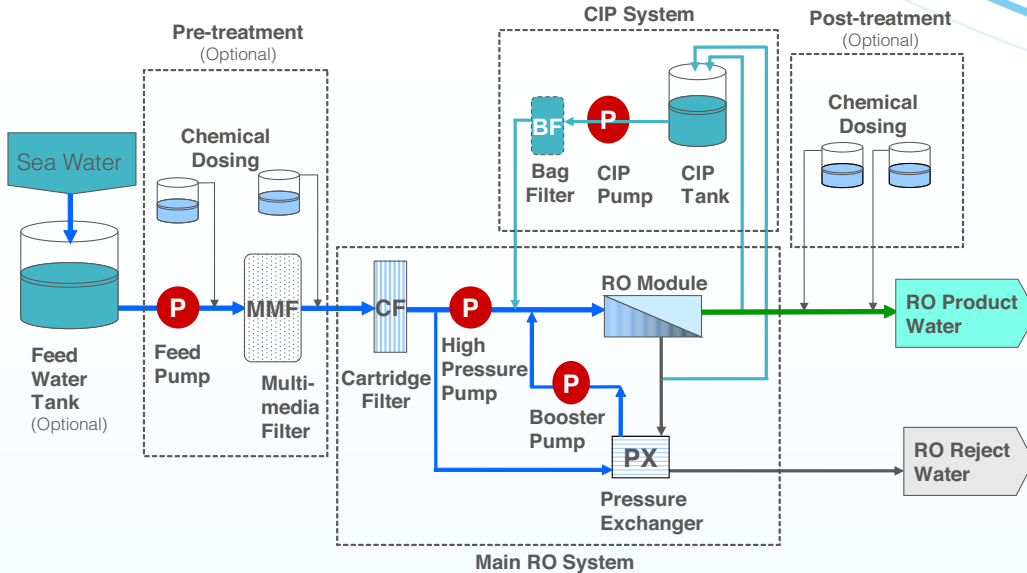 CIP System
Post-treatment
(Optional)
Pre-treatment
(Optional)
Chemical
Dosing
Chemical
Dosing
Sea Water
P
BF
Bag
Filter
CIP
Pump
CIP
Tank
RO Module
P
MMF
CF
P
RO Product
Water
Feed
Water
Tank
(Optional)
Feed
Pump
Multi-
media
Filter
Cartridge
Filter
High
Pressure
Pump
P
Booster
Pump
PX
Pressure
Exchanger
RO Reject
Water
Main RO System